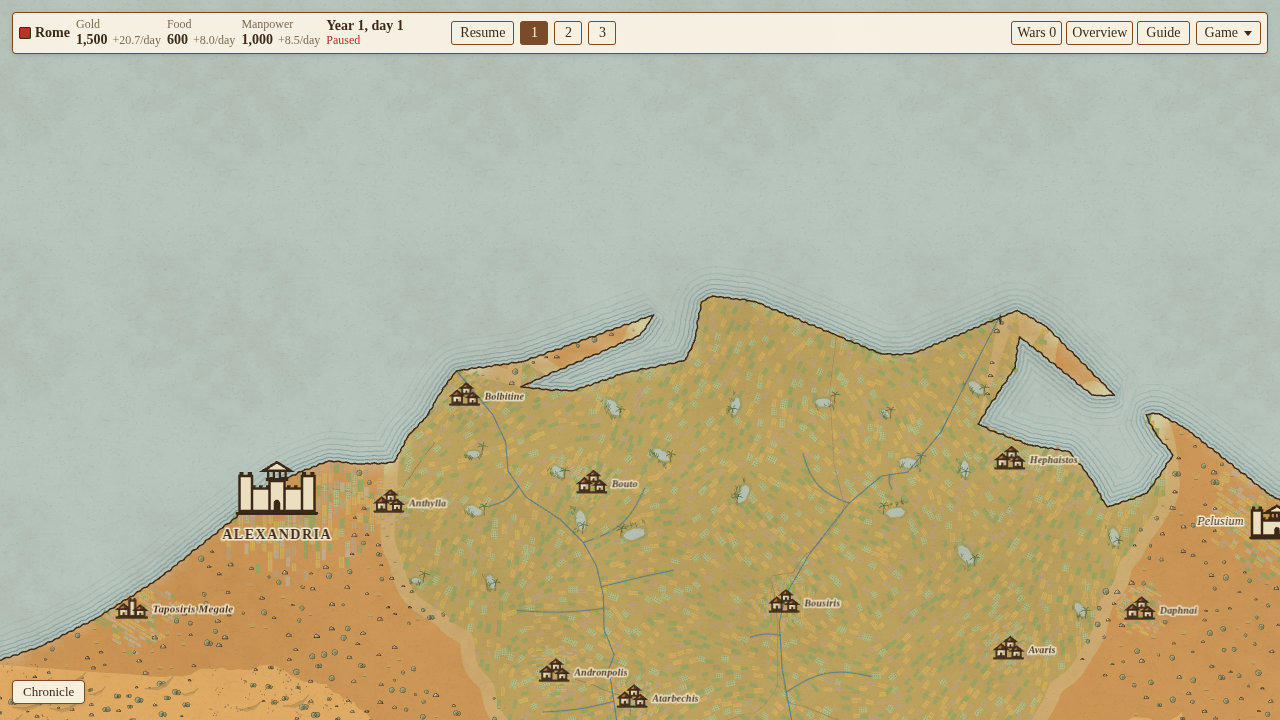 Rome
Gold
1,500 +20.7/day
Food
600 +8.0/day
Manpower
1,000 +8.5/day
Year 1, day 1
Paused
Resume
1
2
3
Wars 0
Overview
Guide
Game
Bolbitine
Bouto
Hephaistos
Anthylla
ALEXANDRIA
Pelusium
Taposiris Megale
Bousiris
Daphnai
Avaris
Andronpolis
Atarbechis
Chronicle